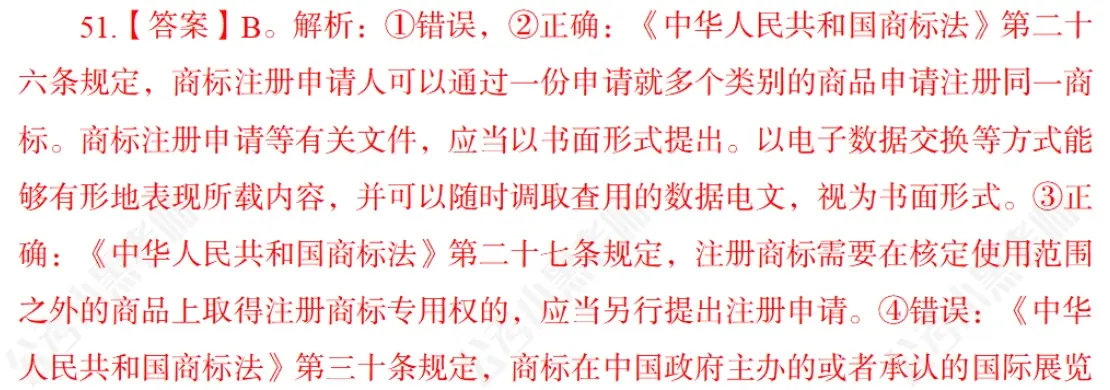 51.【答案】B。解析：①错误，②正确：《中华人民共和国商标法》第二十
六条规定，商标注册申请人可以通过一份申请就多个类别的商品申请注册同一商
标。商标注册申请等有关文件，应当以书面形式提出。以电子数据交换等方式能
够有形地表现所载内容，并可以随时调取查用的数据电文，视为书面形式。③正
确：《中华人民共和国商标法》第二十七条规定，注册商标需要在核定使用范围
之外的商品上取得注册商标专用权的，应当另行提出注册申请。④错误：《中华
人民共和国商标法》第三十条规定，商标在中国政府主办的或者承认的国际展览